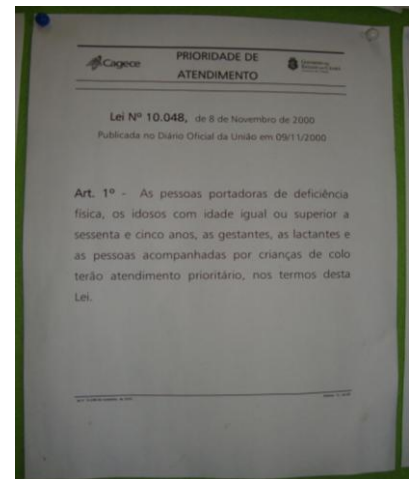 Cagece
PRIORIDADE DE
ATENDIMENTO
Lei Nº 10.048, de 8 de Novembro de 2000
Publicada no Diário Oficial da União em 09/11/2000
Art. 1º - As pessoas portadoras de deficiência
física, os idosos com idade igual ou superior a
sessenta e cinco anos, as gestantes, as lactantes e
as pessoas acompanhadas por crianças de colo
terão atendimento prioritário, nos termos desta
Lei.